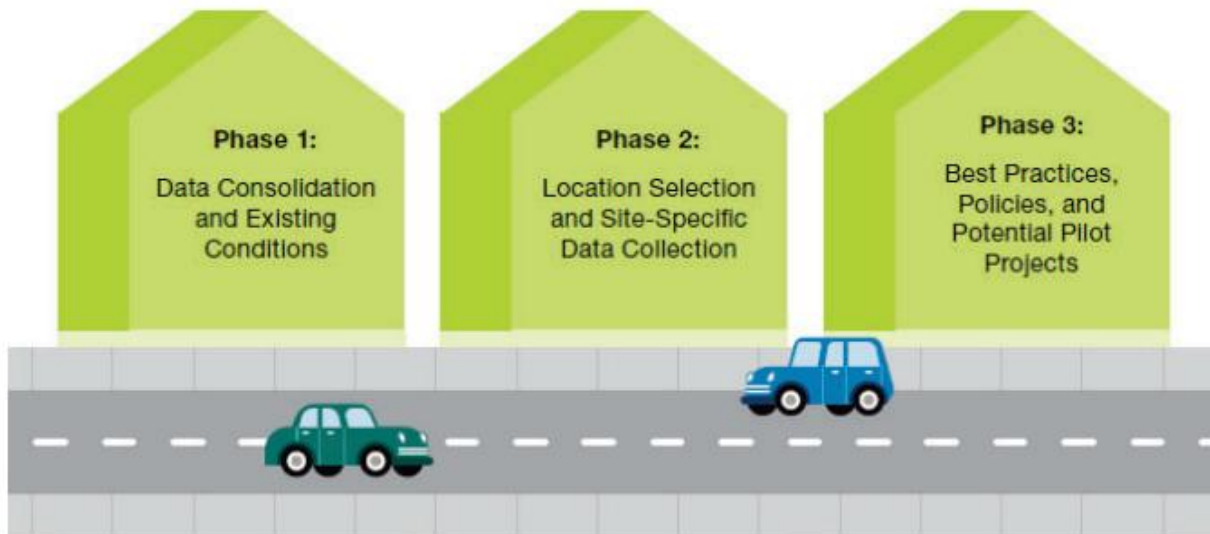 Phase 1:
Data Consolidation
and Existing
Conditions
Phase 2:
Location Selection
and Site-Specific
Data Collection
Phase 3:
Best Practices,
Policies, and
Potential Pilot
Projects